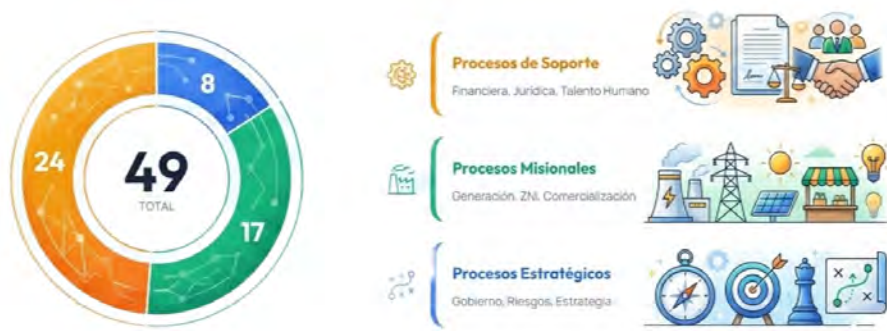 8
24
49
TOTAL
17
Procesos de Soporte
Financiera, Jurídica, Talento Humano
Procesos Misionales
Generación, ZNI, Comercialización
Procesos Estratégicos
Gobierno, Riesgos, Estrategia